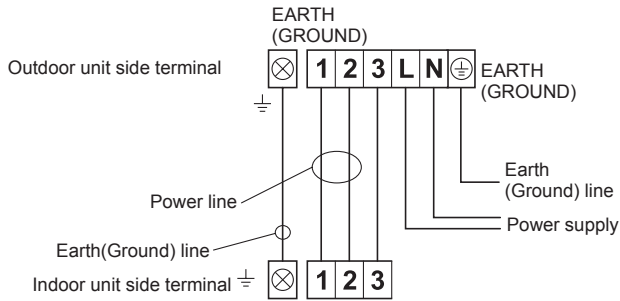 EARTH
(GROUND)
Outdoor unit side terminal
1 2 3 L N
EARTH
(GROUND)
Earth
(Ground) line
Power line
Power supply
Earth(Ground) line
Indoor unit side terminal
1 2 3